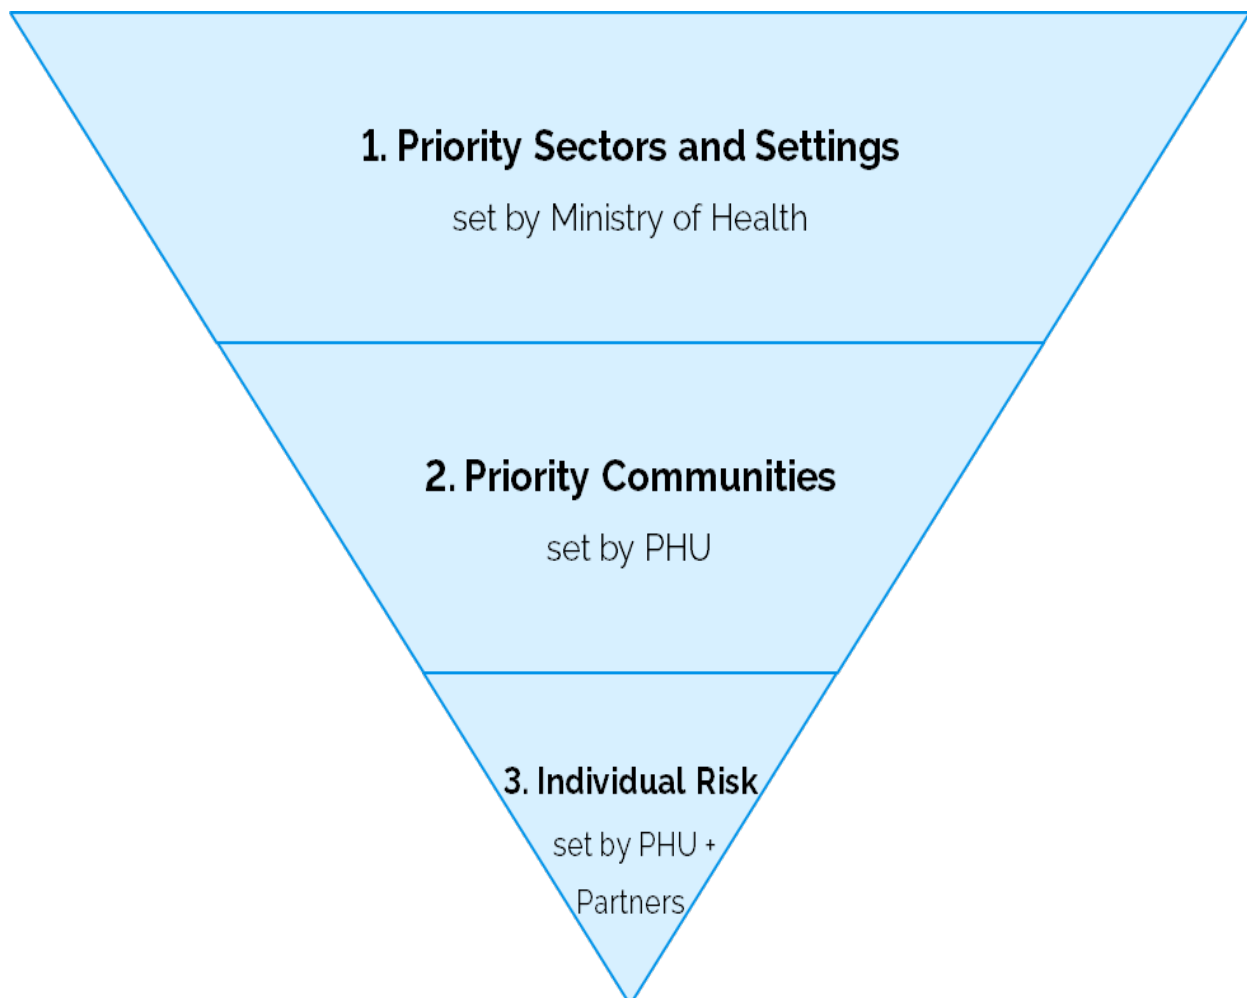 1. Priority Sectors and Settings
set by Ministry of Health
2. Priority Communities
set by PHU
3. Individual Risk
set by PHU +
Partners